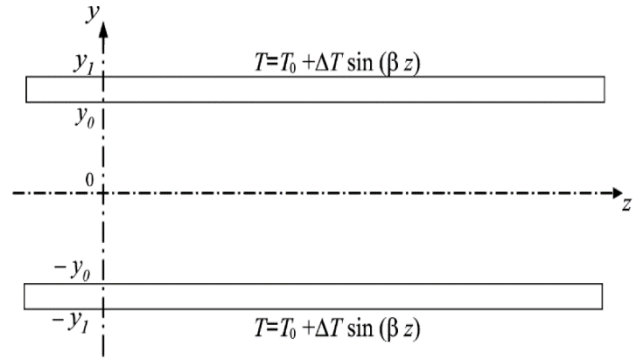 y
y₁
T=T₀ +ΔT sin (β z)
y₀
0
z
− y₀
− y₁
T=T₀ +ΔT sin (β z)